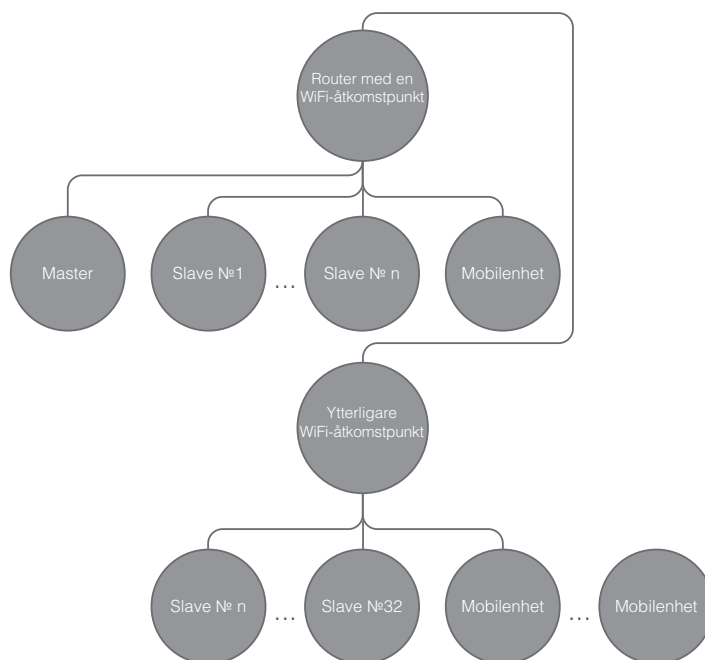 Router med en
WiFi-åtkomstpunkt
Master
Slave №1
...
Slave № n
Mobilenhet
Ytterligare
WiFi-åtkomstpunkt
Slave № n
...
Slave №32
Mobilenhet
...
Mobilenhet